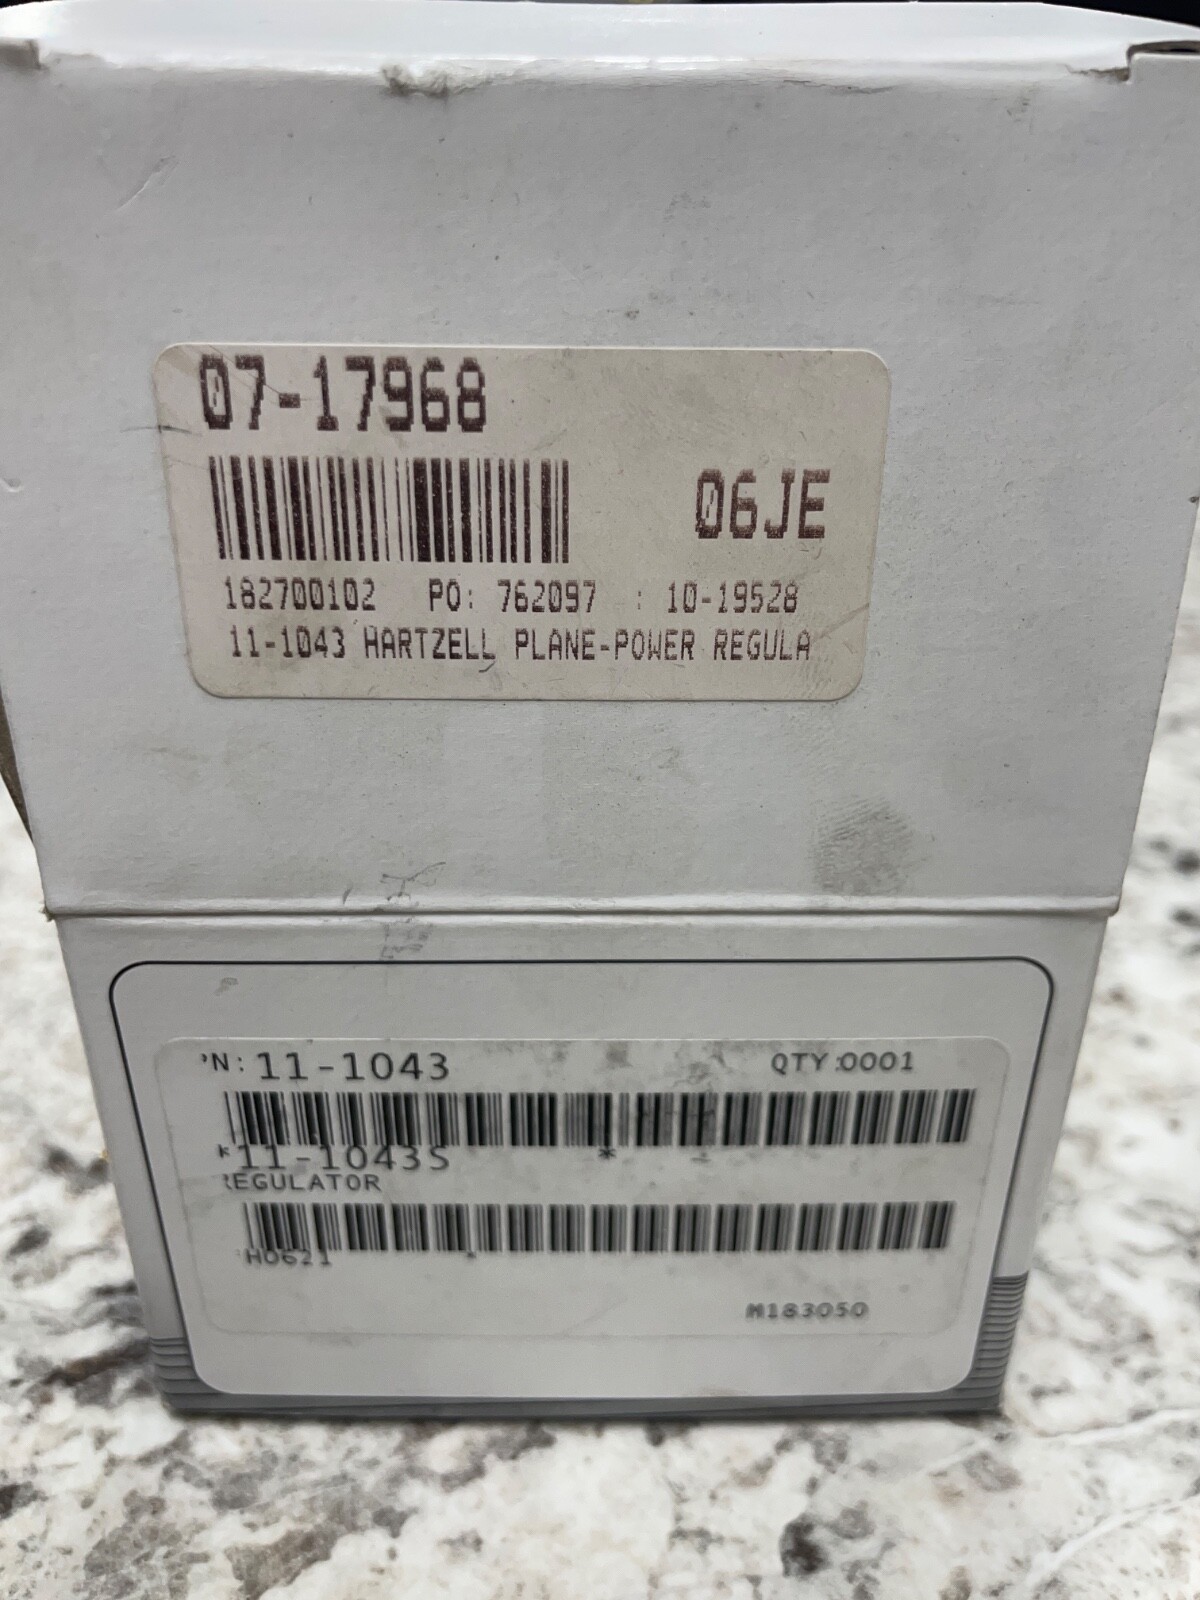 07-17968
06JE
182700102 PO: 762097 : 10-19528
11-1043 HARTZELL PLANE-POWER REGULA
PN: 11-1043 QTY:0001
*11-1043S *
REGULATOR
H0621
M183050